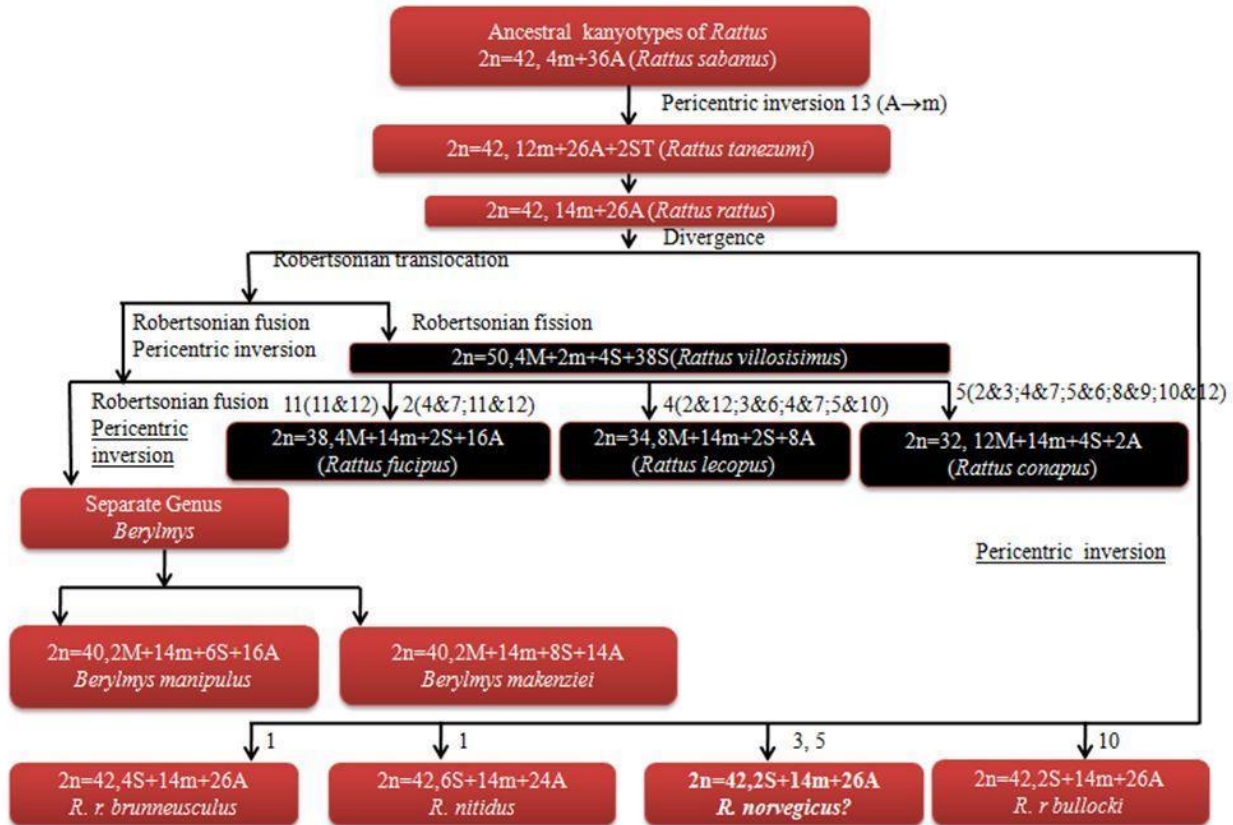 Ancestral kanyotypes of Rattus
2n=42, 4m+36A (Rattus sabanus)
Pericentric inversion 13 (A→m)
2n=42, 12m+26A+2ST (Rattus tanezumi)
2n=42, 14m+26A (Rattus rattus)
Divergence
Robertsonian translocation
Robertsonian fusion
Pericentric inversion
Robertsonian fission
2n=50,4M+2m+4S+38S(Rattus villosisimus)
Robertsonian fusion
Pericentric
inversion
11(11&12)
2(4&7;11&12)
4(2&12;3&6;4&7;5&10)
5(2&3;4&7;5&6;8&9;10&12)
2n=38,4M+14m+2S+16A
(Rattus fucipus)
2n=34,8M+14m+2S+8A
(Rattus lecopus)
2n=32, 12M+14m+4S+2A
(Rattus conapus)
Separate Genus
Berylmys
Pericentric inversion
2n=40,2M+14m+6S+16A
Berylmys manipulus
2n=40,2M+14m+8S+14A
Berylmys makenziei
1
1
3, 5
10
2n=42,4S+14m+26A
R. r. brunneusculus
2n=42,6S+14m+24A
R. nitidus
2n=42,2S+14m+26A
R. norvegicus?
2n=42,2S+14m+26A
R. r bullocki